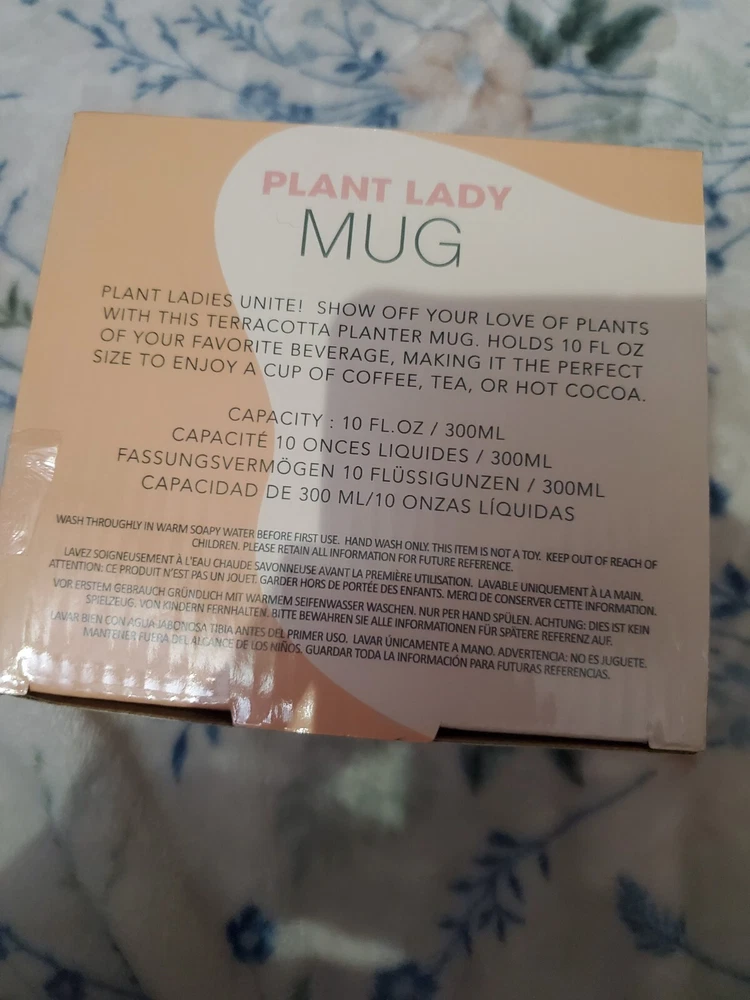 PLANT LADY
MUG
PLANT LADIES UNITE! SHOW OFF YOUR LOVE OF PLANTS
WITH THIS TERRACOTTA PLANTER MUG. HOLDS 10 FL OZ
OF YOUR FAVORITE BEVERAGE, MAKING IT THE PERFECT
SIZE TO ENJOY A CUP OF COFFEE, TEA, OR HOT COCOA.
CAPACITY : 10 FL.OZ / 300ML
CAPACITÉ 10 ONCES LIQUIDES / 300ML
FASSUNGSVERMÖGEN 10 FLÜSSIGUNZEN / 300ML
CAPACIDAD DE 300 ML/10 ONZAS LÍQUIDAS
WASH THROUGHLY IN WARM SOAPY WATER BEFORE FIRST USE. HAND WASH ONLY. THIS ITEM IS NOT A TOY. KEEP OUT OF REACH OF
CHILDREN. PLEASE RETAIN ALL INFORMATION FOR FUTURE REFERENCE.
LAVEZ SOIGNEUSEMENT À L'EAU CHAUDE SAVONNEUSE AVANT LA PREMIÈRE UTILISATION. LAVABLE UNIQUEMENT À LA MAIN.
ATTENTION: CE PRODUIT N'EST PAS UN JOUET. GARDER HORS DE PORTÉE DES ENFANTS. MERCI DE CONSERVER CETTE INFORMATION.
VOR ERSTEM GEBRAUCH GRÜNDLICH MIT WARMEM SEIFENWASSER WASCHEN. NUR PER HAND SPÜLEN. ACHTUNG: DIES IST KEIN
SPIELZEUG. VON KINDERN FERNHALTEN. BITTE BEWAHREN SIE ALLE INFORMATIONEN FÜR SPÄTERE REFERENZ AUF.
LAVAR BIEN CON AGUA JABONOSA TIBIA ANTES DEL PRIMER USO. LAVAR ÚNICAMENTE A MANO. ADVERTENCIA: NO ES JUGUETE.
MANTENER FUERA DEL ALCANCE DE LOS NIÑOS. GUARDAR TODA LA INFORMACIÓN PARA FUTURAS REFERENCIAS.